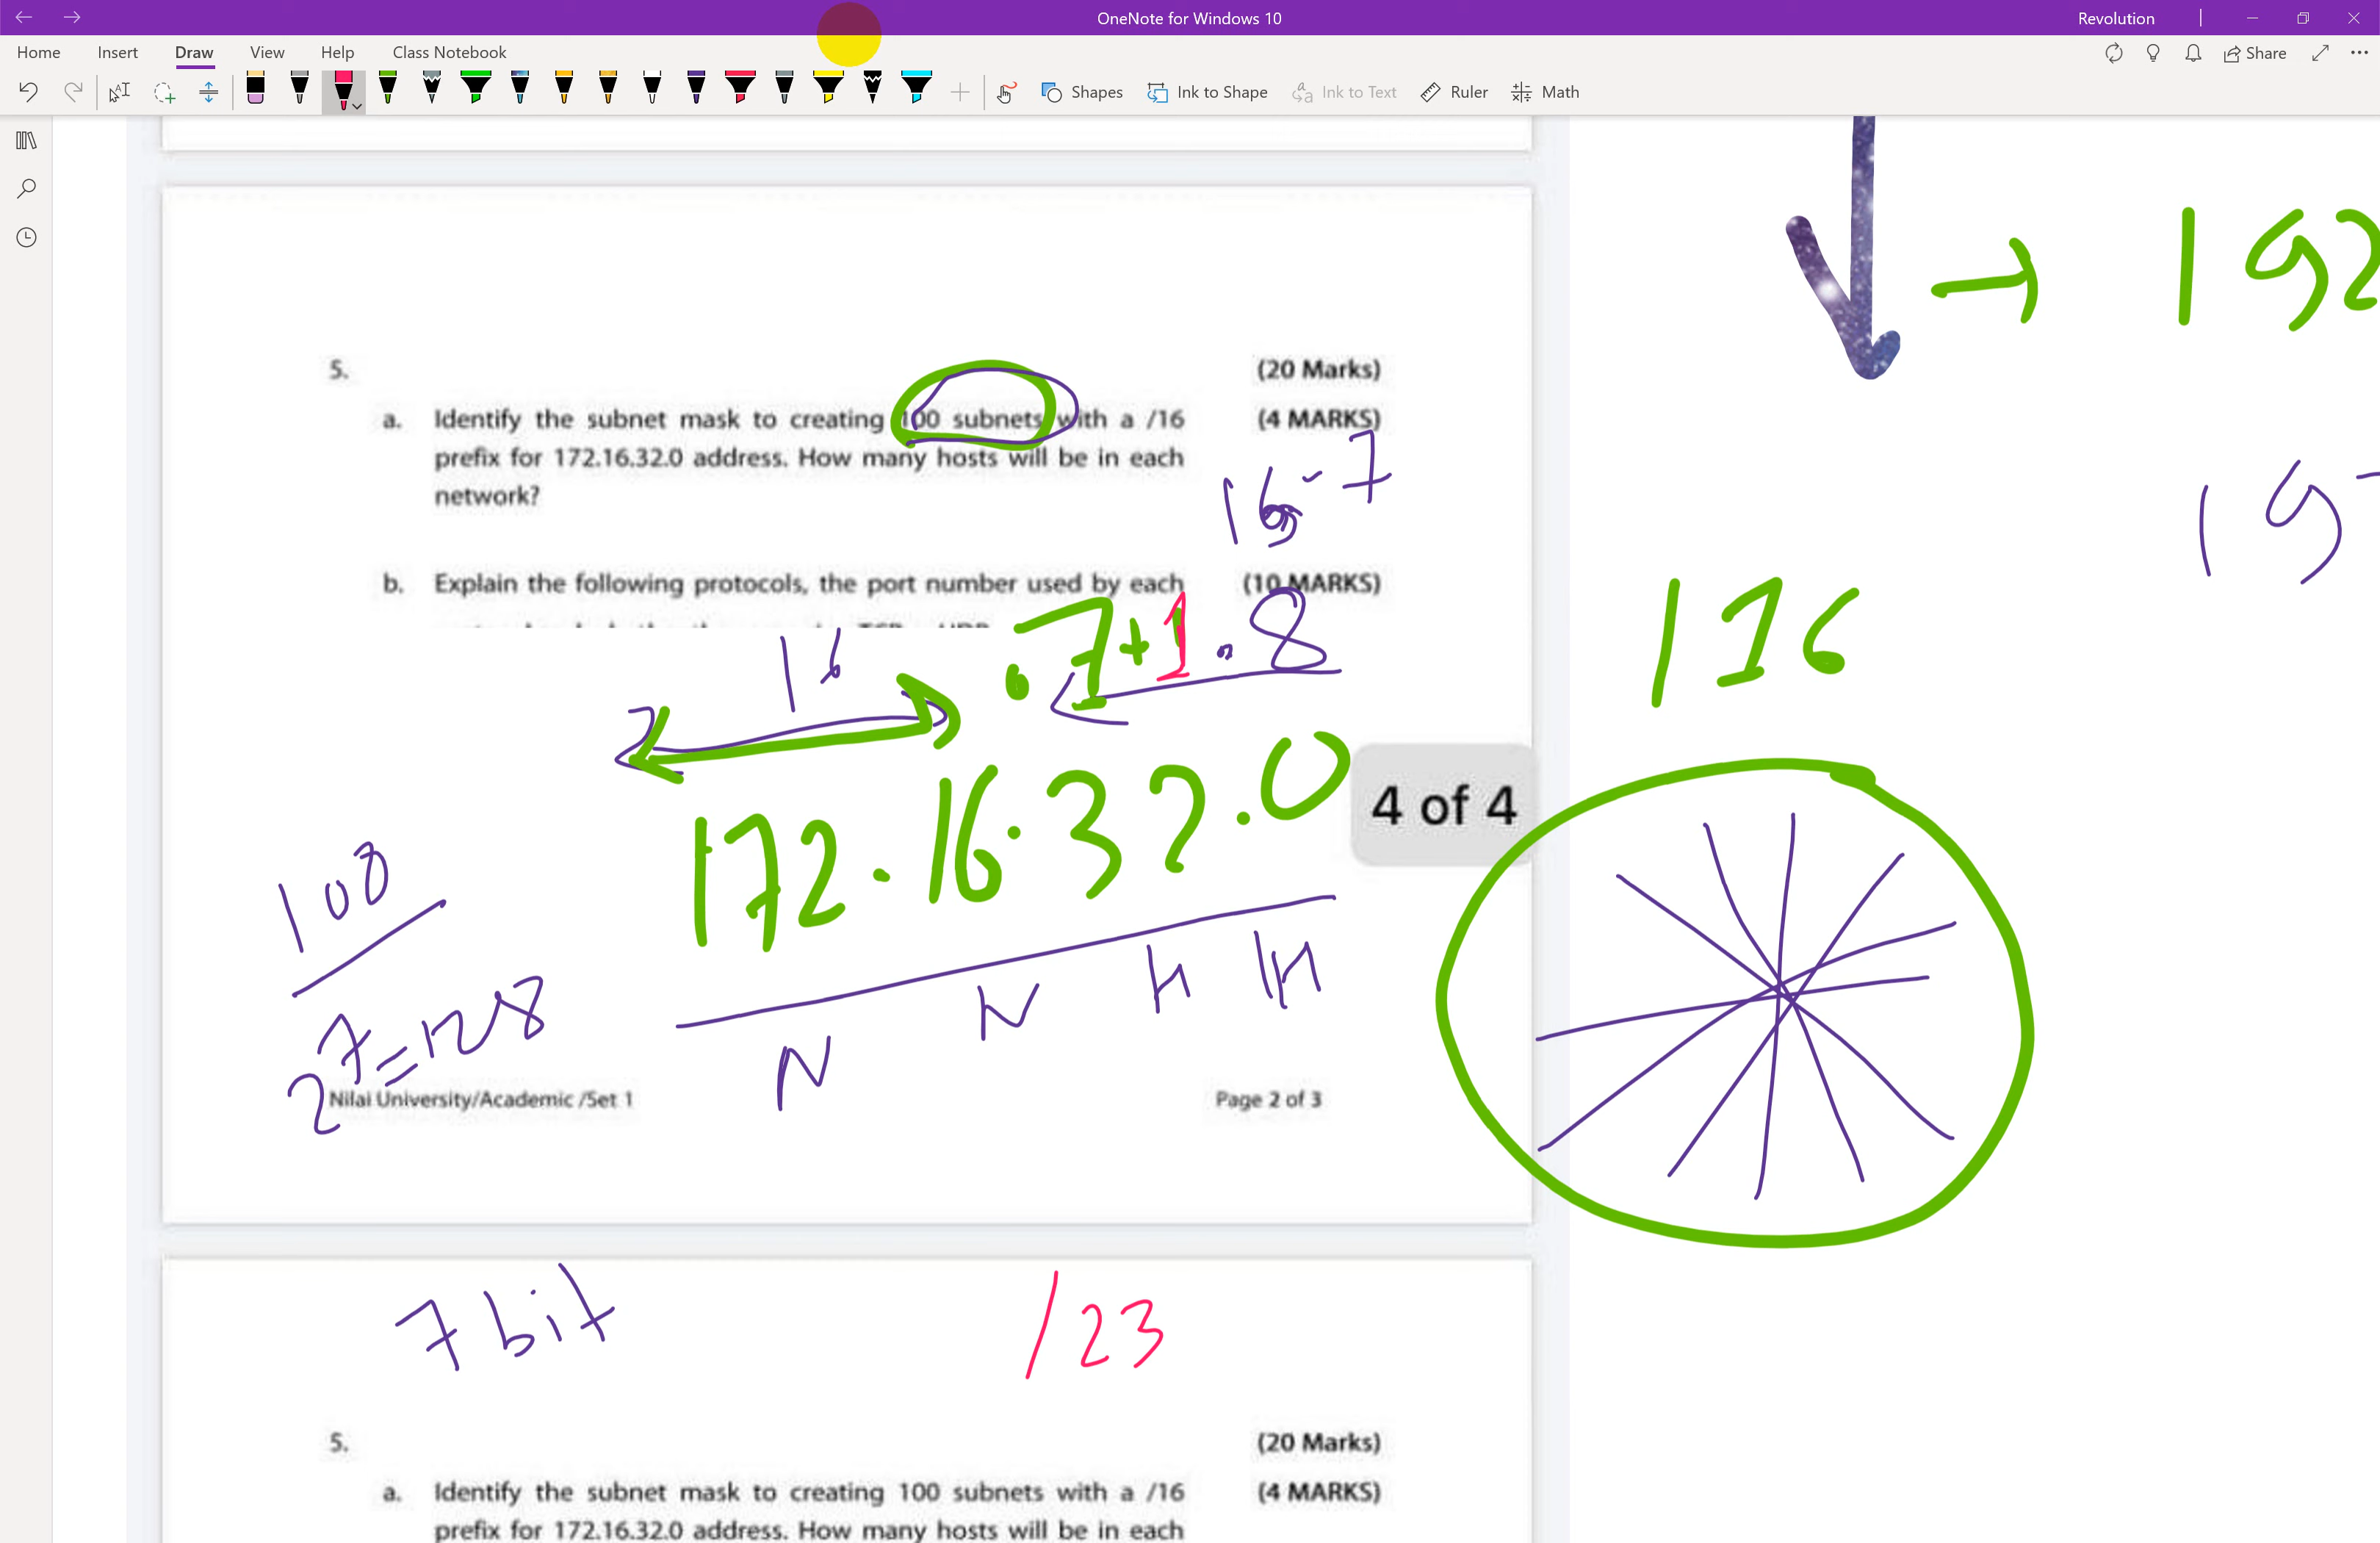 OneNote for Windows 10
Revolution
Home Insert Draw View Help Class Notebook
Share
Shapes Ink to Shape Ink to Text Ruler Math
→ 192
5. (20 Marks)
a. Identify the subnet mask to creating 100 subnets with a /16 (4 MARKS)
prefix for 172.16.32.0 address. How many hosts will be in each
network?
16-7
b. Explain the following protocols, the port number used by each (10 MARKS)
16 .7+1.8
116
172.16.32.0
4 of 4
100
N N H H
2^7=128
Nilai University/Academic /Set 1 Page 2 of 3
7 bit /23
5. (20 Marks)
a. Identify the subnet mask to creating 100 subnets with a /16 (4 MARKS)
prefix for 172.16.32.0 address. How many hosts will be in each